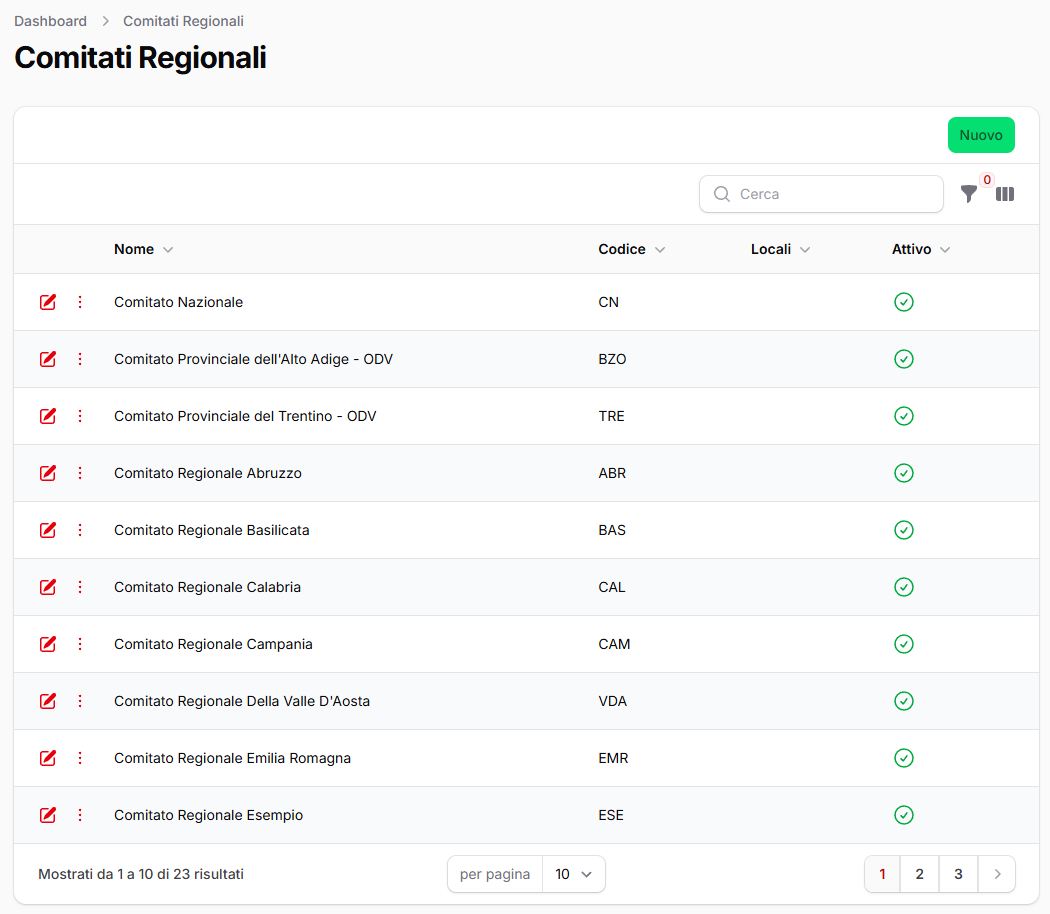 Dashboard Comitati Regionali
Comitati Regionali
Nuovo
Cerca 0
Nome Codice Locali Attivo
Comitato Nazionale CN
Comitato Provinciale dell'Alto Adige - ODV BZO
Comitato Provinciale del Trentino - ODV TRE
Comitato Regionale Abruzzo ABR
Comitato Regionale Basilicata BAS
Comitato Regionale Calabria CAL
Comitato Regionale Campania CAM
Comitato Regionale Della Valle D'Aosta VDA
Comitato Regionale Emilia Romagna EMR
Comitato Regionale Esempio ESE
Mostrati da 1 a 10 di 23 risultati per pagina 10 1 2 3